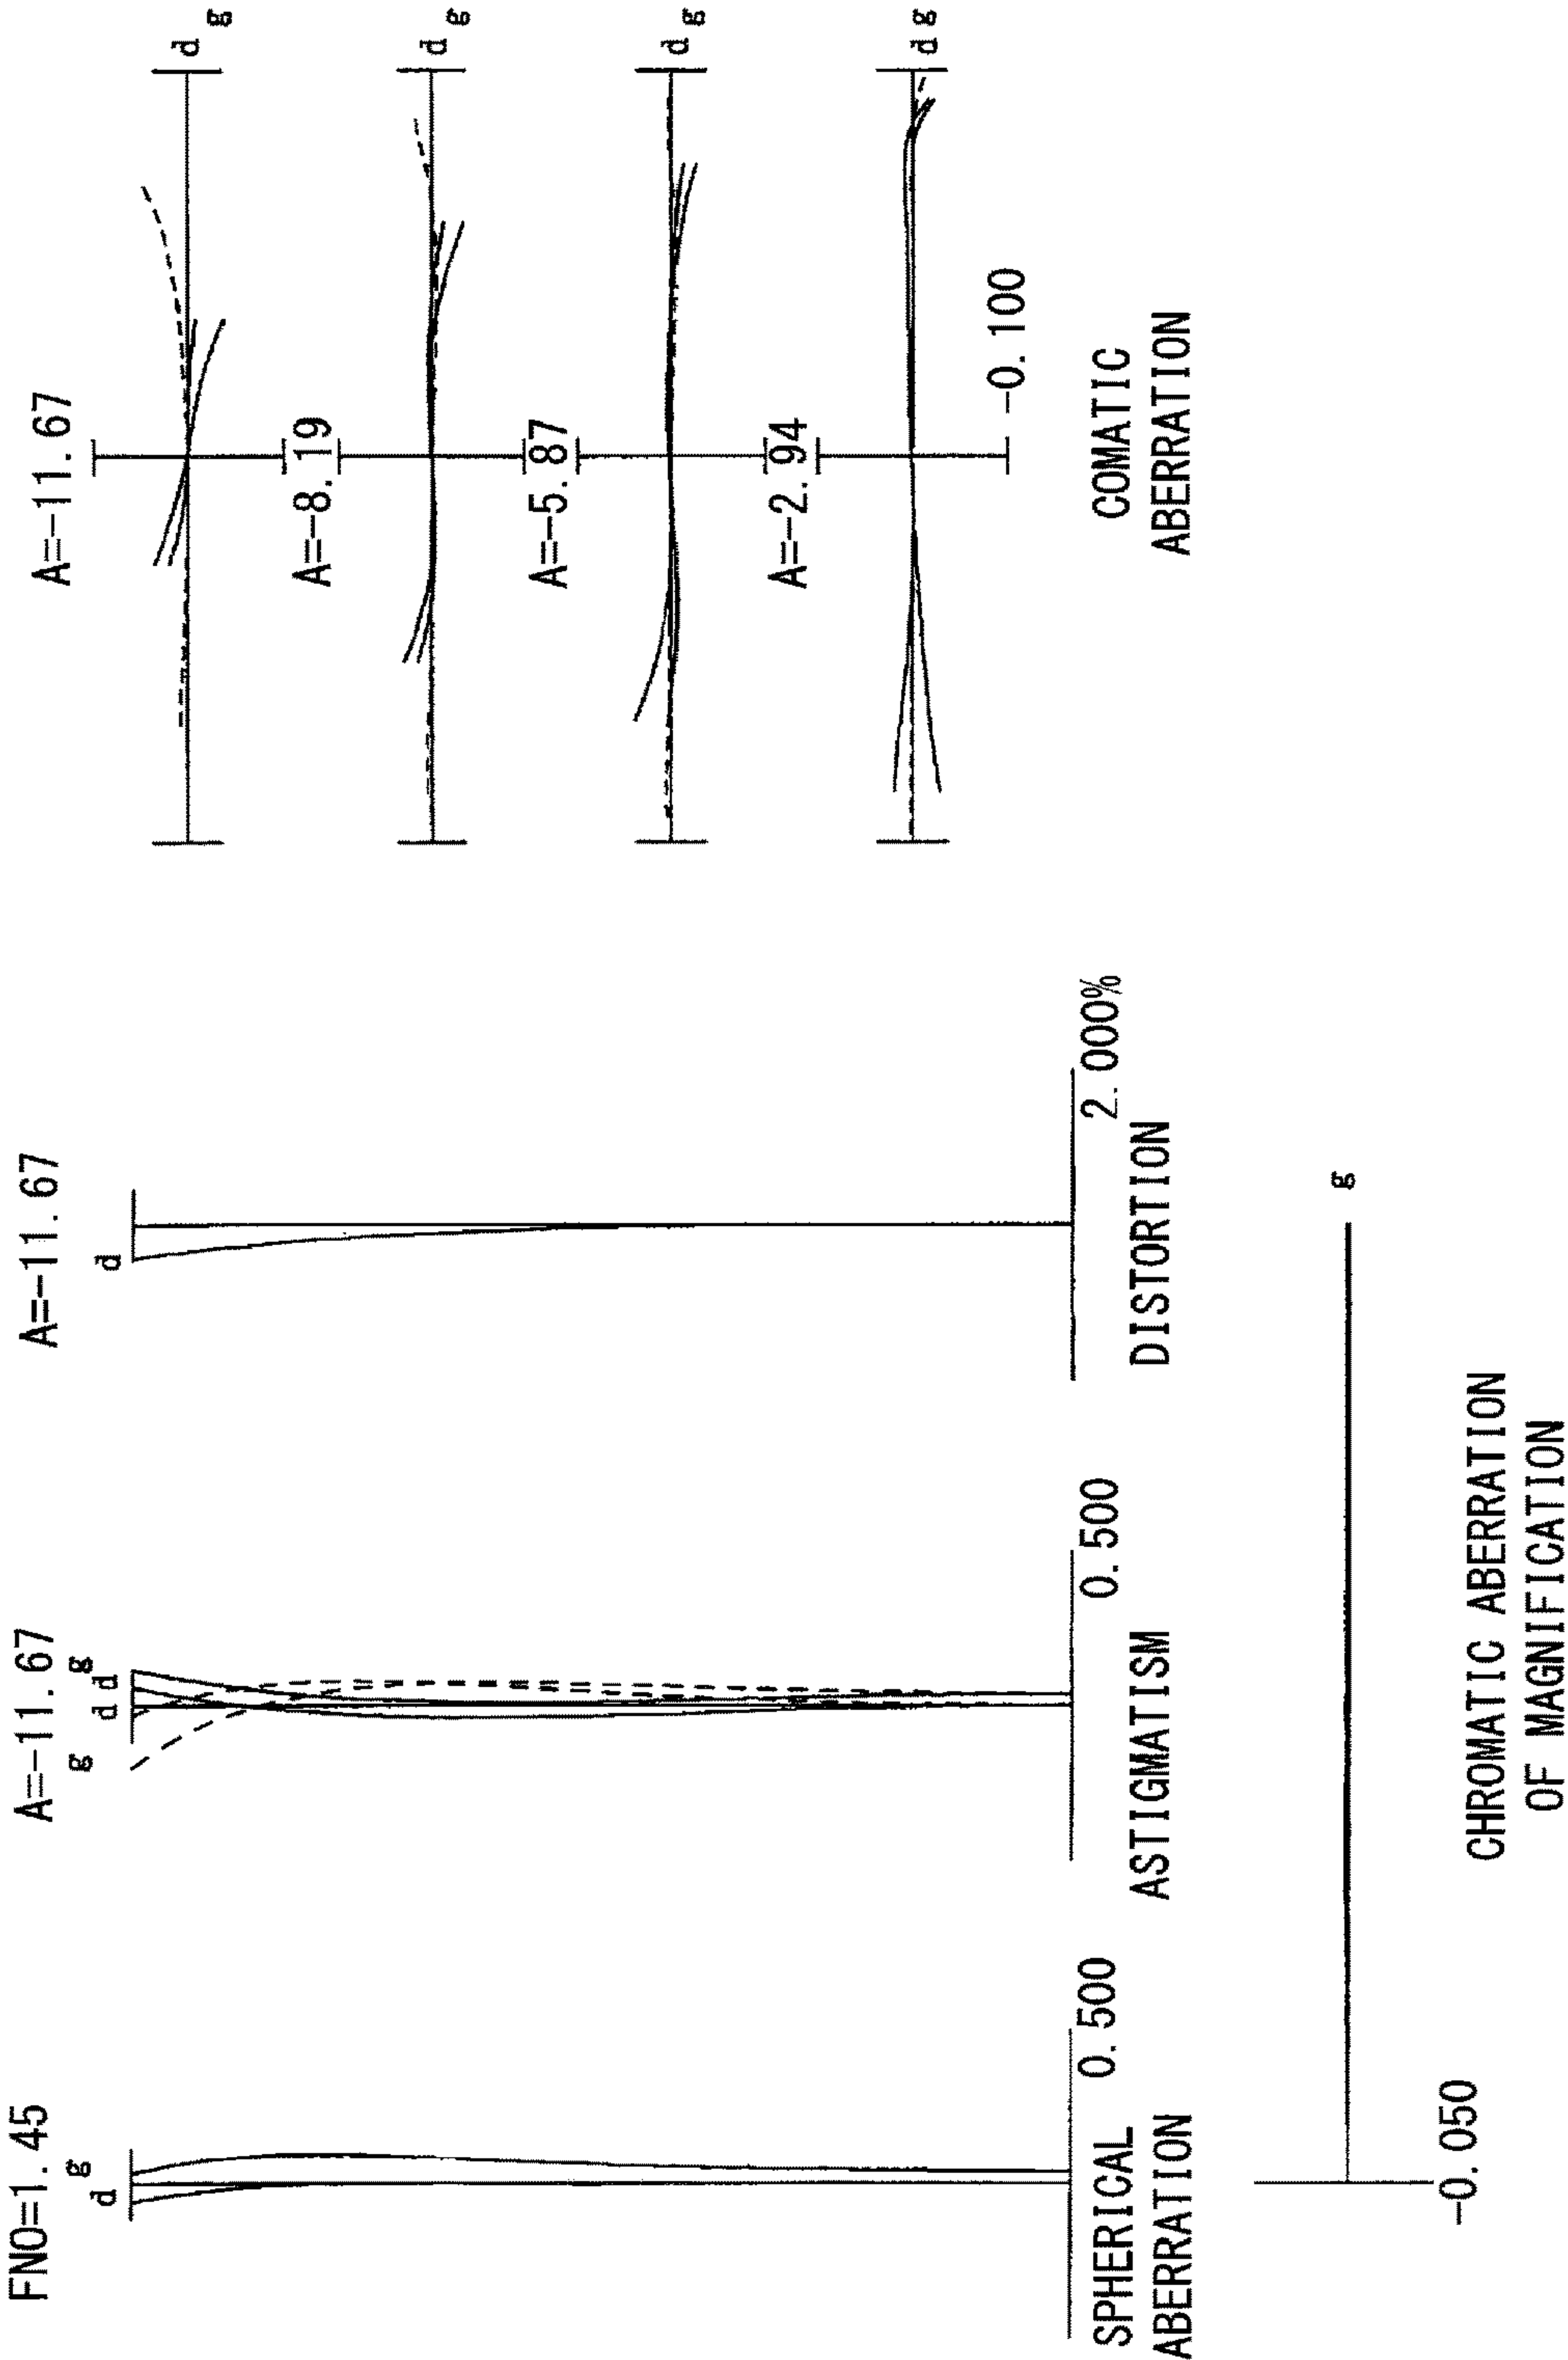 FNO=1.45
d
g
0.500
SPHERICAL
ABERRATION
A=-11.67
g
d
d
g
0.500
ASTIGMATISM
A=-11.67
d
2.000%
DISTORTION
A=-11.67
d
g
A=-8.19
d
g
A=-5.87
d
g
A=-2.94
d
g
-0.100
COMATIC
ABERRATION
g
-0.050
CHROMATIC ABERRATION
OF MAGNIFICATION